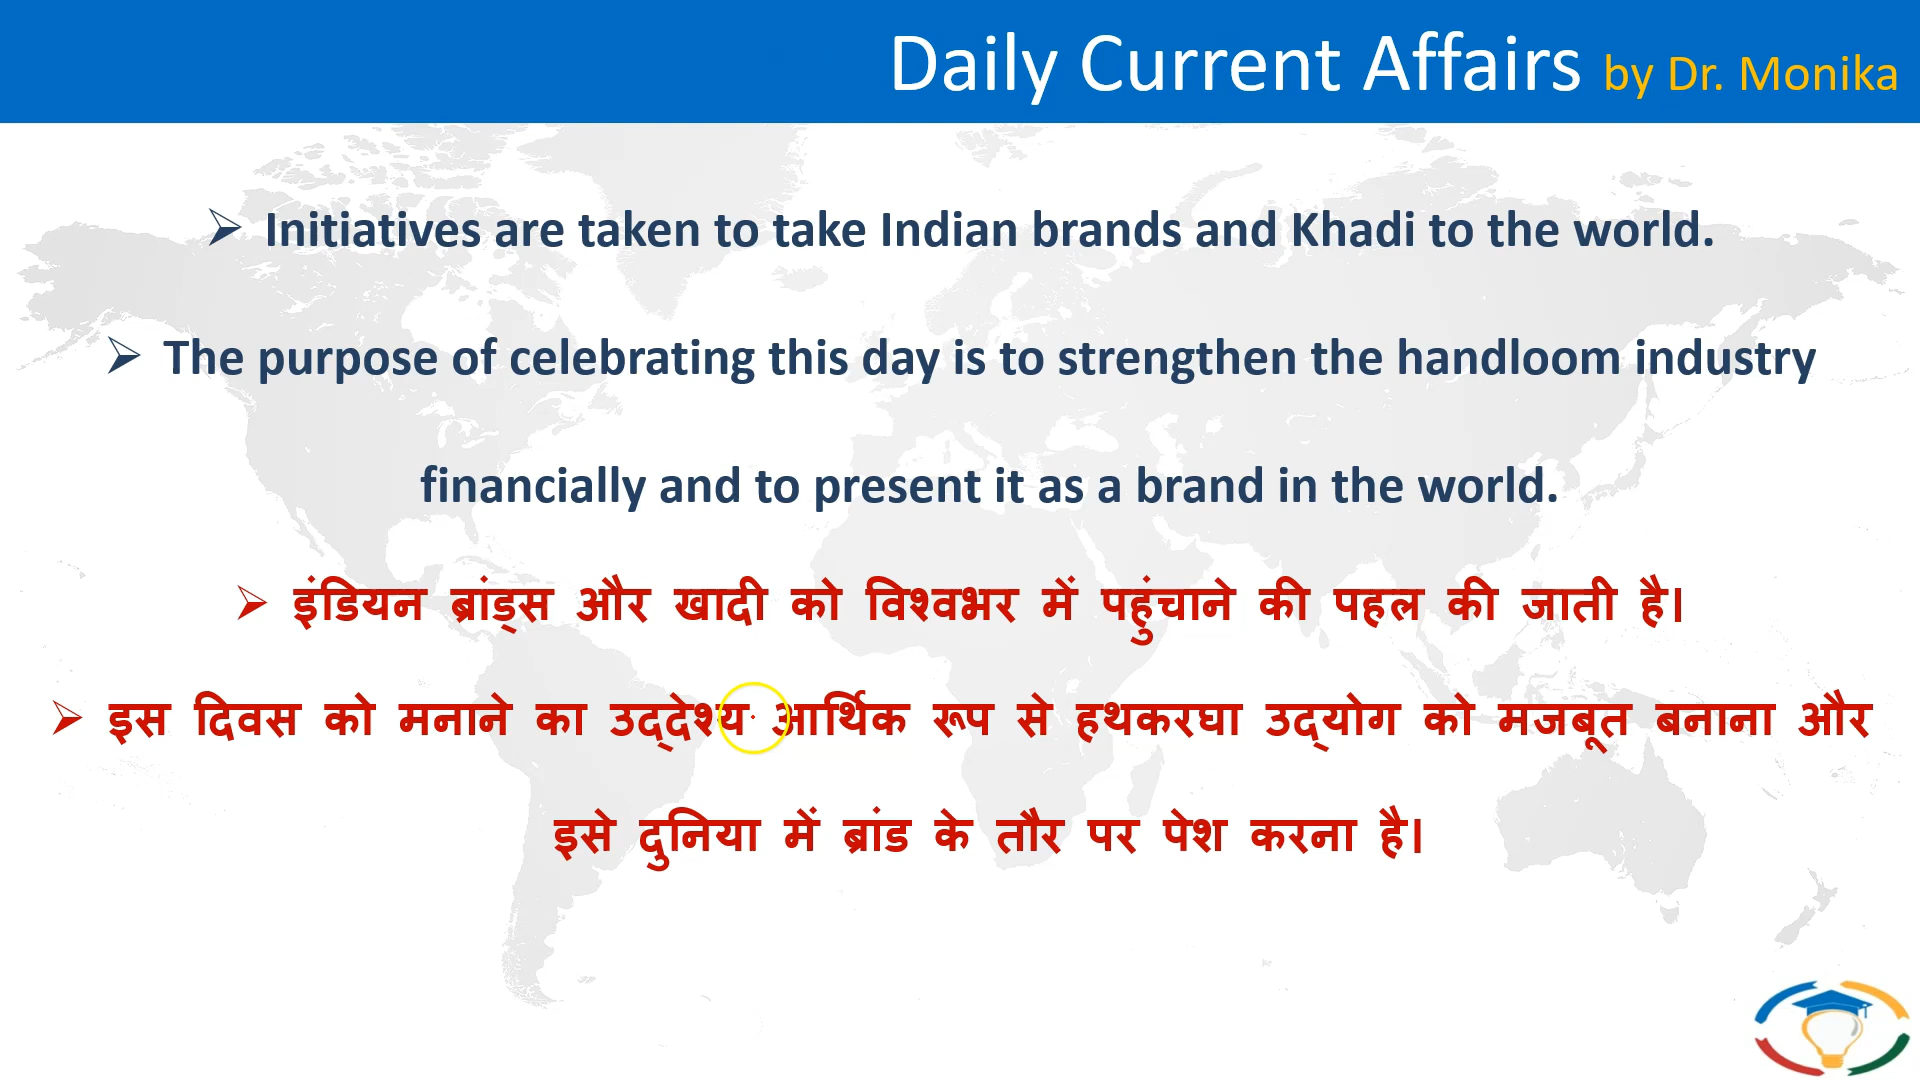 Daily Current Affairs by Dr. Monika
➢ Initiatives are taken to take Indian brands and Khadi to the world.
➢ The purpose of celebrating this day is to strengthen the handloom industry
financially and to present it as a brand in the world.
➢ इंडियन ब्रांड्स और खादी को विश्वभर में पहुंचाने की पहल की जाती है।
➢ इस दिवस को मनाने का उद्देश्य आर्थिक रूप से हथकरघा उद्योग को मजबूत बनाना और
इसे दुनिया में ब्रांड के तौर पर पेश करना है।